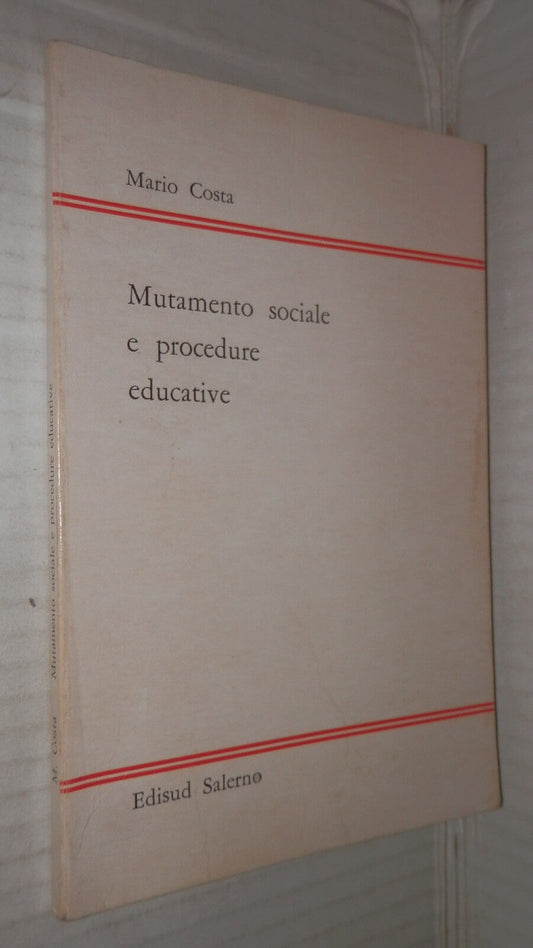 Mario Costa
Mutamento sociale
e procedure
educative
Edisud Salerno
M. Costa Mutamento sociale e procedure educative